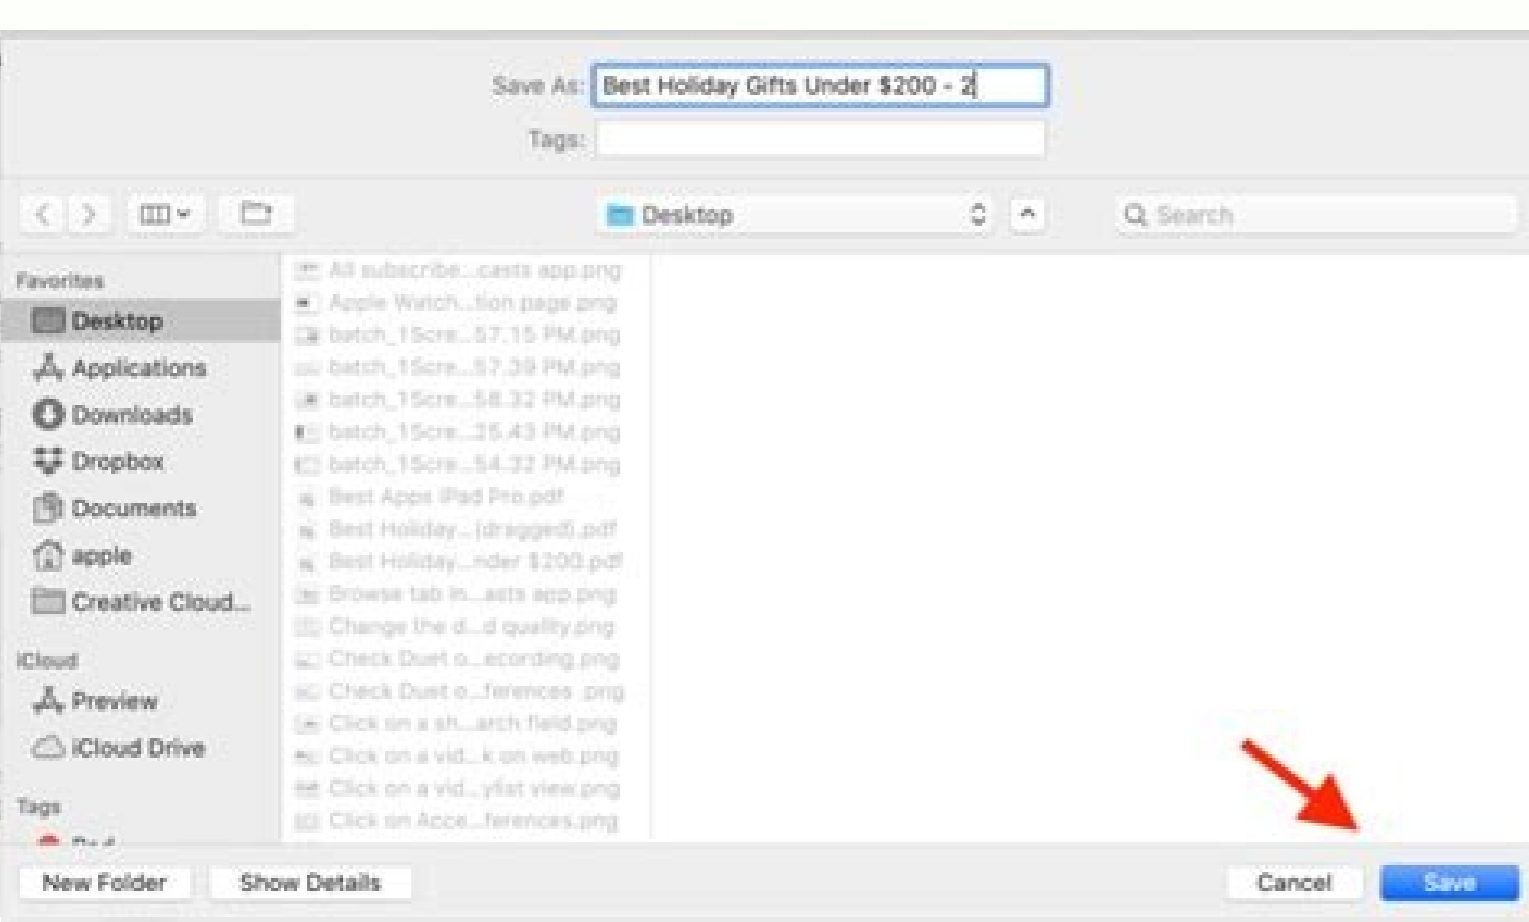 Save As: Best Holiday Gifts Under $200 - 2
Tags:
Desktop
Search
Favorites
Desktop
Applications
Downloads
Dropbox
Documents
apple
Creative Cloud...
iCloud
Preview
iCloud Drive
Tags
All subscribe...casts app.png
Apple Watch...tion page.png
batch_1Scre...57.15 PM.png
batch_1Scre...57.39 PM.png
batch_1Scre...58.32 PM.png
batch_1Scre...25.43 PM.png
batch_1Scre...54.32 PM.png
Best Apps iPad Pro.pdf
Best Holiday...(dragged).pdf
Best Holiday...nder $200.pdf
Browse tab in...asts app.png
Change the d...d quality.png
Check Duet o...ecording.png
Check Duet o...ferences .png
Click on a sh...arch field.png
Click on a vid...k on web.png
Click on a vid...ylist view.png
Click on Acce...ferences.png
New Folder
Show Details
Cancel
Save